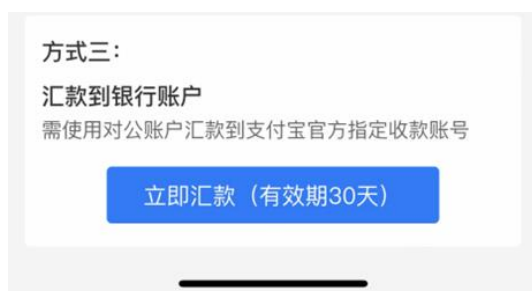 方式三：
汇款到银行账户
需使用对公账户汇款到支付宝官方指定收款账号
立即汇款（有效期30天）